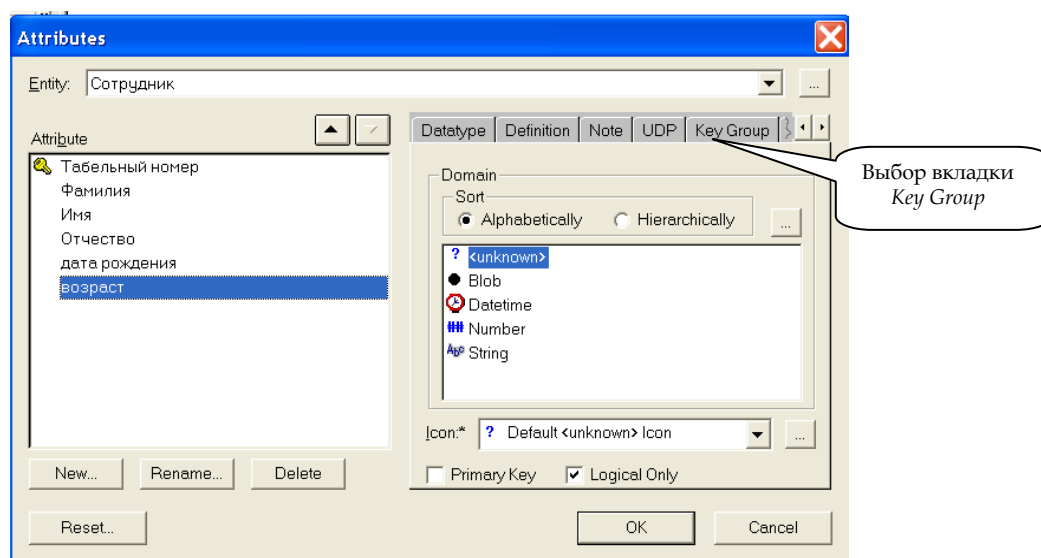 Attributes
Entity: Сотрудник ...
Attribute
Табельный номер
Фамилия
Имя
Отчество
дата рождения
возраст
New... Rename... Delete
Reset...
Datatype Definition Note UDP Key Group
Domain
Sort
Alphabetically Hierarchically ...
? <unknown>
Blob
Datetime
## Number
Abc String
Icon:* ? Default <unknown> Icon ...
Primary Key Logical Only
OK Cancel
Выбор вкладки
Key Group